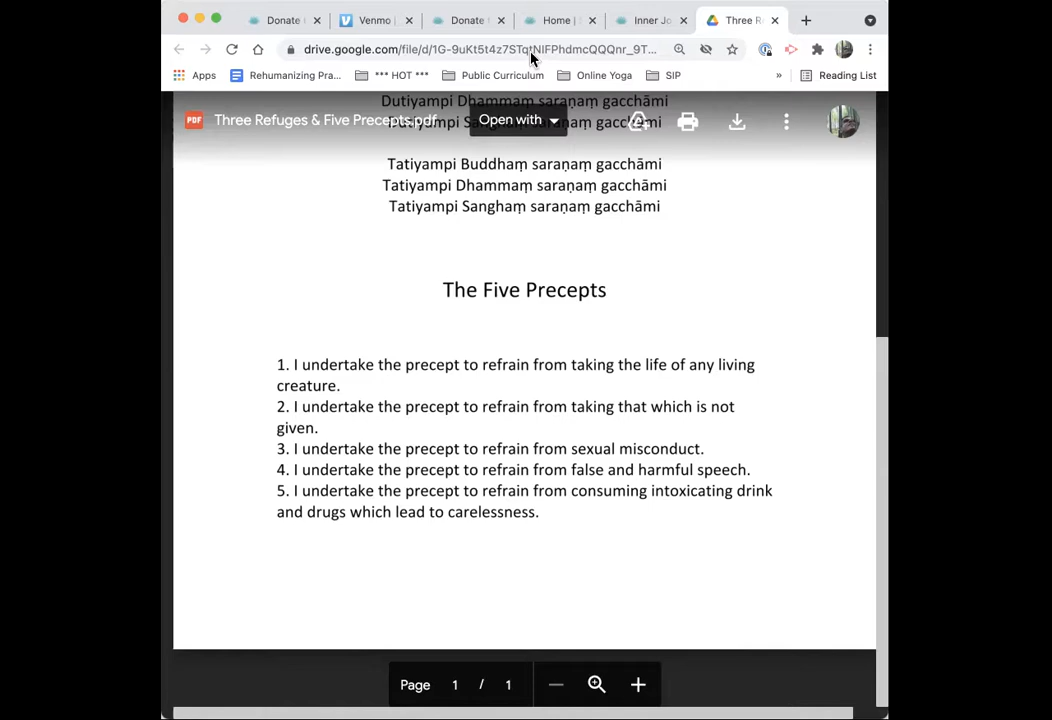 Donate
Venmo
Donate
Home
Inner Jo
Three R
drive.google.com/file/d/1G-9uKt5t4z7STgtNIFPhdmcQQQnr_9T...
Apps
Rehumanizing Pra...
*** HOT ***
Public Curriculum
Online Yoga
SIP
»
Reading List
Dutiyampi Dhammaṃ saraṇaṃ gacchāmi
PDF
Three Refuges & Five Precepts.pdf
Open with
Tatiyampi Buddhaṃ saraṇaṃ gacchāmi
Tatiyampi Dhammaṃ saraṇaṃ gacchāmi
Tatiyampi Sanghaṃ saraṇaṃ gacchāmi
The Five Precepts
1. I undertake the precept to refrain from taking the life of any living
creature.
2. I undertake the precept to refrain from taking that which is not
given.
3. I undertake the precept to refrain from sexual misconduct.
4. I undertake the precept to refrain from false and harmful speech.
5. I undertake the precept to refrain from consuming intoxicating drink
and drugs which lead to carelessness.
Page 1 / 1